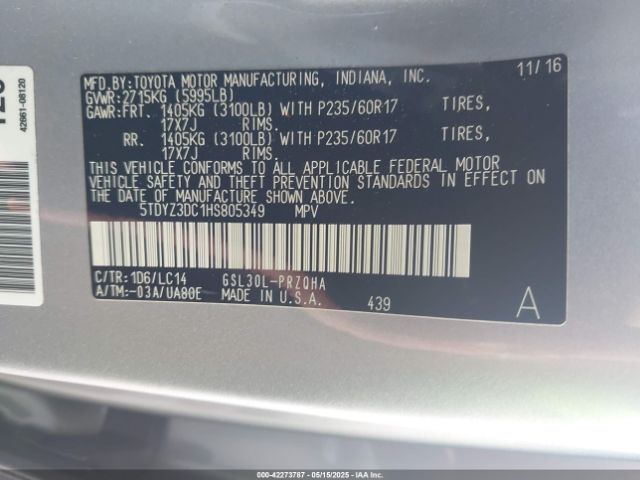 MFD.BY:TOYOTA MOTOR MANUFACTURING, INDIANA, INC. 11/16
GVWR:2715KG (5995LB)
GAWR:FRT. 1405KG (3100LB) WITH P235/60R17 TIRES,
17X7J RIMS.
RR. 1405KG (3100LB) WITH P235/60R17 TIRES,
17X7J RIMS.
THIS VEHICLE CONFORMS TO ALL APPLICABLE FEDERAL MOTOR
VEHICLE SAFETY AND THEFT PREVENTION STANDARDS IN EFFECT ON
THE DATE OF MANUFACTURE SHOWN ABOVE.
5TDYZ3DC1HS805349 MPV
C/TR:1D6/LC14 GSL30L-PRZQHA
A/TM:-03A/UA80E MADE IN U.S.A. 439 A
42661-08120
000-42273787 - 05/15/2025 - IAAI.COM